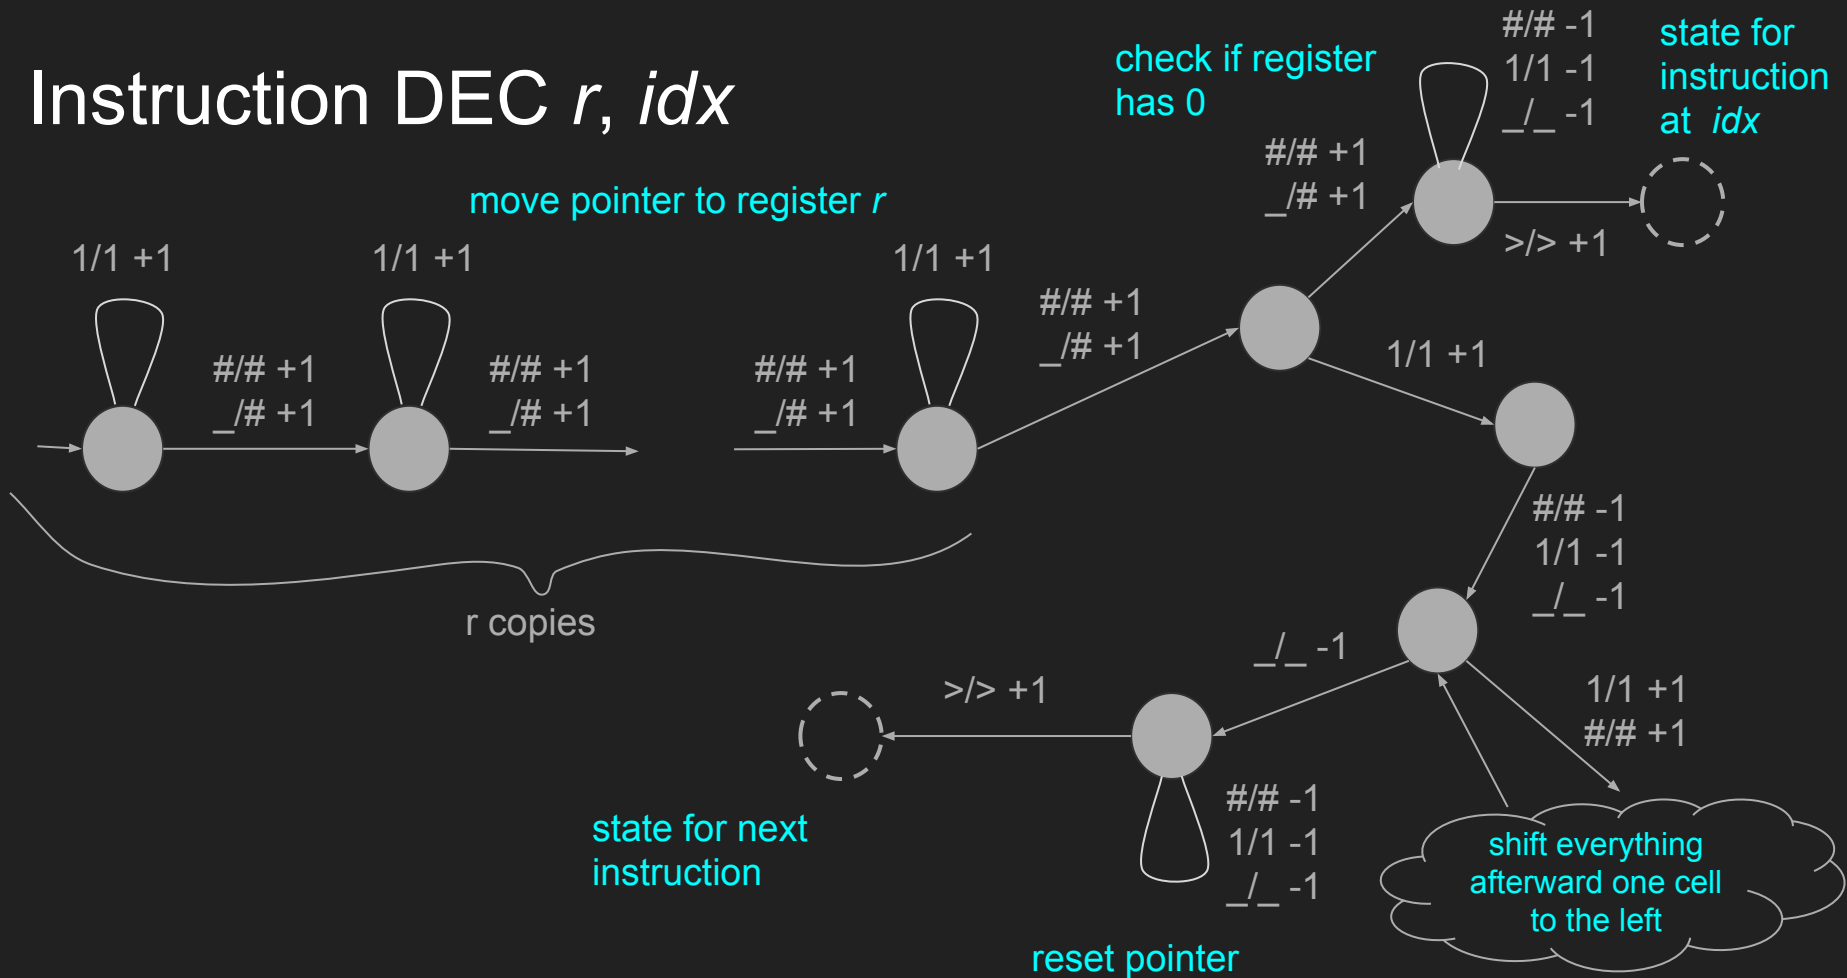 Instruction DEC r, idx
check if register
has 0
#/# -1
1/1 -1
_/_ -1
state for
instruction
at idx
#/# +1
_/# +1
>/> +1
move pointer to register r
1/1 +1
1/1 +1
1/1 +1
#/# +1
_/# +1
#/# +1
_/# +1
#/# +1
_/# +1
#/# +1
_/# +1
1/1 +1
#/# -1
1/1 -1
_/_ -1
r copies
_/_ -1
>/> +1
1/1 +1
#/# +1
state for next
instruction
#/# -1
1/1 -1
_/_ -1
shift everything
afterward one cell
to the left
reset pointer